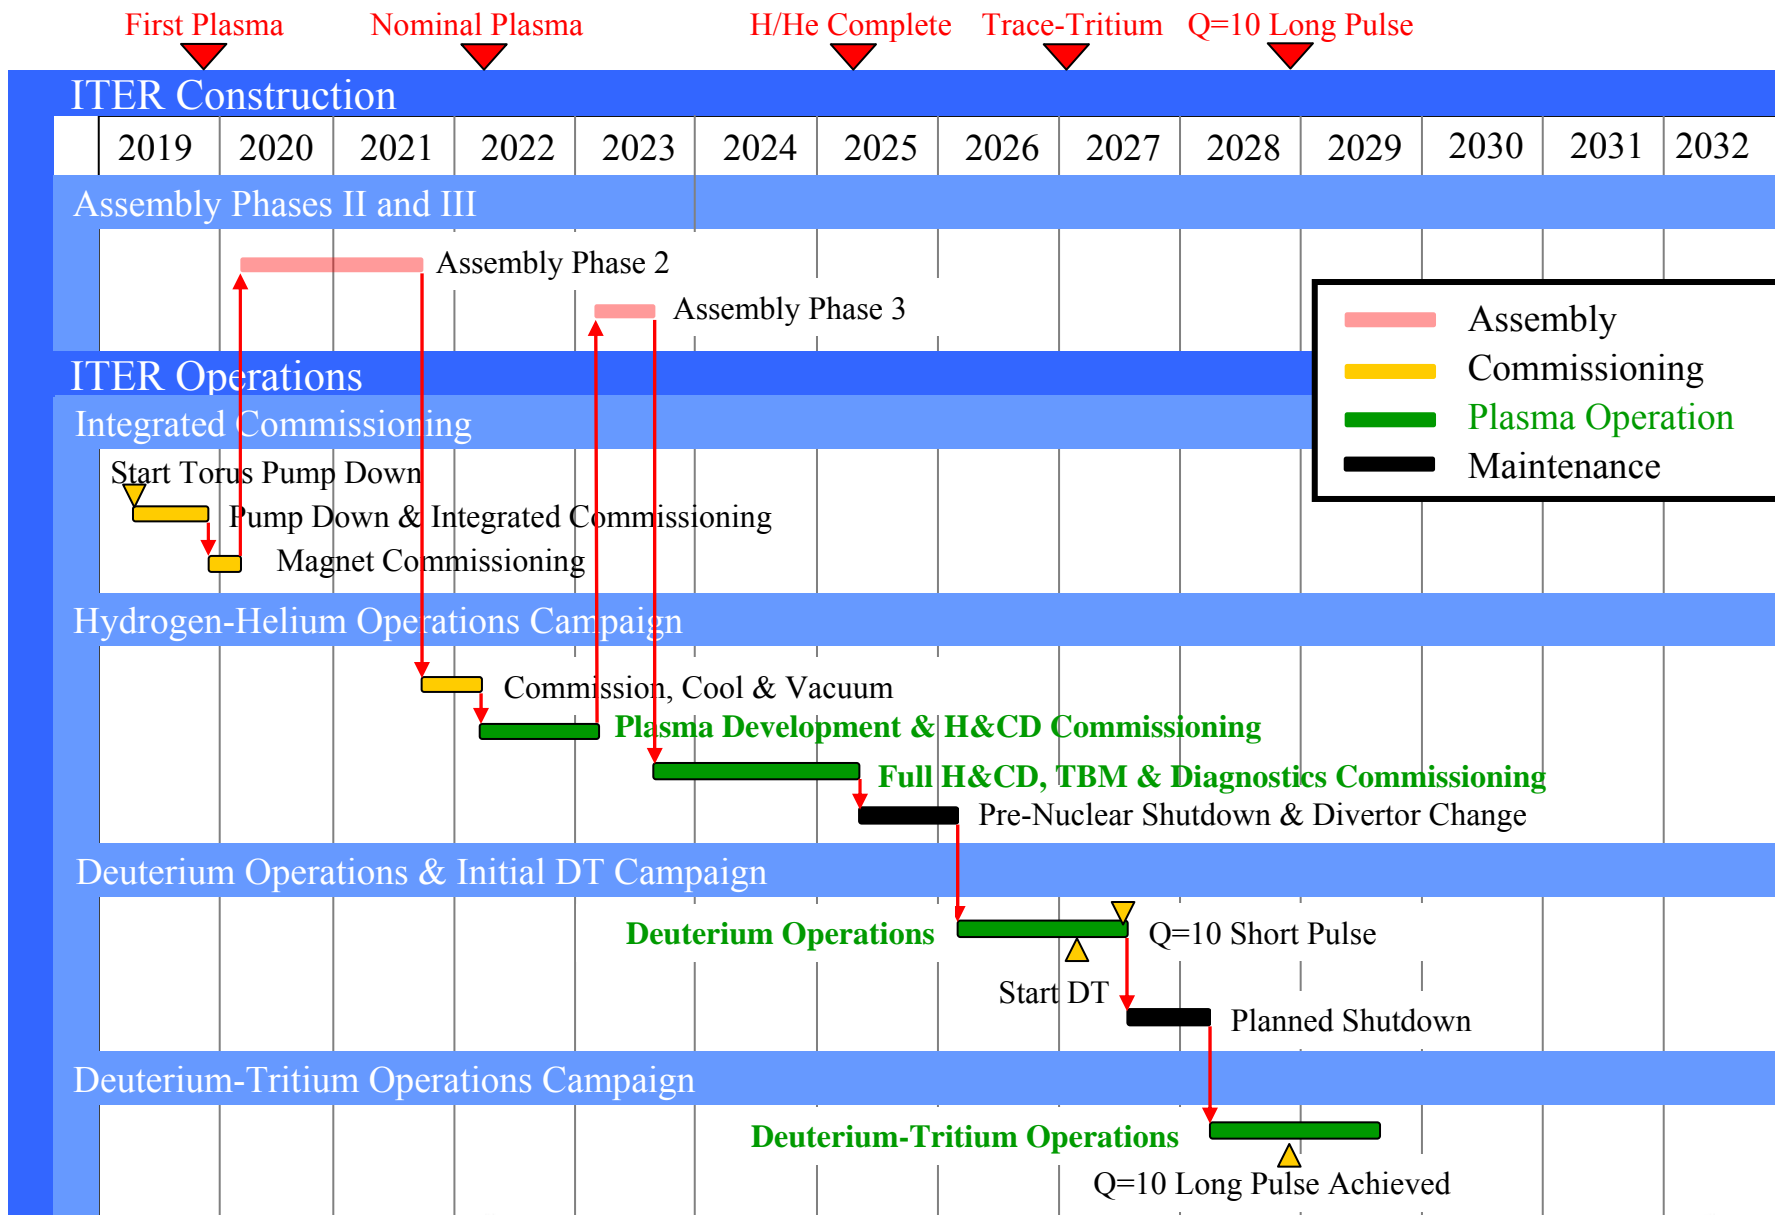 First Plasma Nominal Plasma H/He Complete Trace-Tritium Q=10 Long Pulse
ITER Construction
2019 2020 2021 2022 2023 2024 2025 2026 2027 2028 2029 2030 2031 2032
Assembly Phases II and III
Assembly Phase 2
Assembly Phase 3
Assembly
Commissioning
Plasma Operation
Maintenance
ITER Operations
Integrated Commissioning
Start Torus Pump Down
Pump Down & Integrated Commissioning
Magnet Commissioning
Hydrogen-Helium Operations Campaign
Commission, Cool & Vacuum
Plasma Development & H&CD Commissioning
Full H&CD, TBM & Diagnostics Commissioning
Pre-Nuclear Shutdown & Divertor Change
Deuterium Operations & Initial DT Campaign
Deuterium Operations Q=10 Short Pulse
Start DT
Planned Shutdown
Deuterium-Tritium Operations Campaign
Deuterium-Tritium Operations
Q=10 Long Pulse Achieved